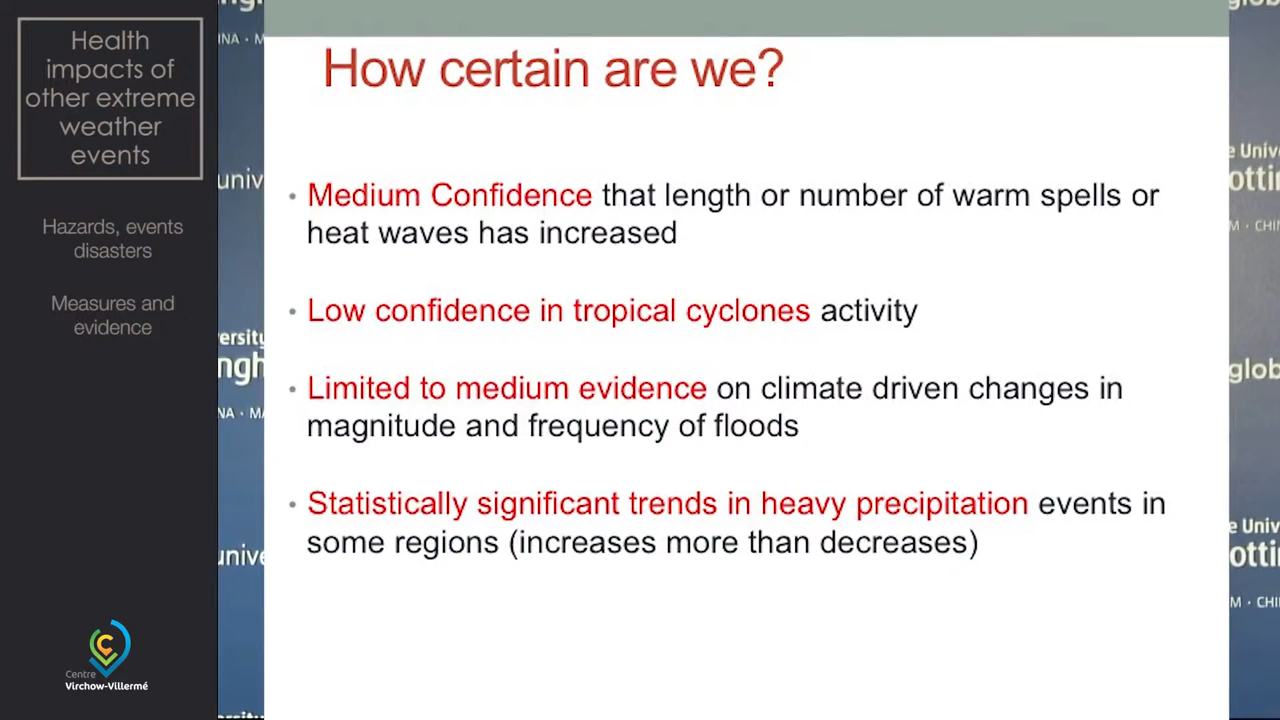 Health
impacts of
other extreme
weather
events
Hazards, events
disasters
Measures and
evidence
Centre
Virchow-Villermé
How certain are we?
• Medium Confidence that length or number of warm spells or
heat waves has increased
• Low confidence in tropical cyclones activity
• Limited to medium evidence on climate driven changes in
magnitude and frequency of floods
• Statistically significant trends in heavy precipitation events in
some regions (increases more than decreases)